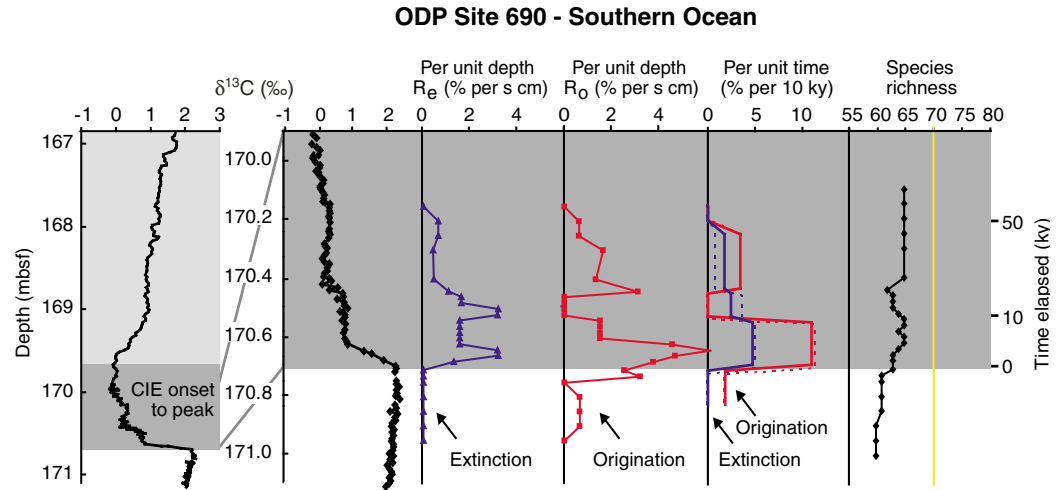 ODP Site 690 - Southern Ocean
δ13C (‰)
Per unit depth
Re (% per s cm)
Per unit depth
Ro (% per s cm)
Per unit time
(% per 10 ky)
Species
richness
-1 0 1 2 3
-1 0 1 2 3
0 2 4
0 2 4
0 5 10
55 60 65 70 75 80
Depth (mbsf)
167
168
169
170
171
CIE onset
to peak
170.0
170.2
170.4
170.6
170.8
171.0
Extinction
Origination
Origination
Extinction
50
10
0
Time elapsed (ky)